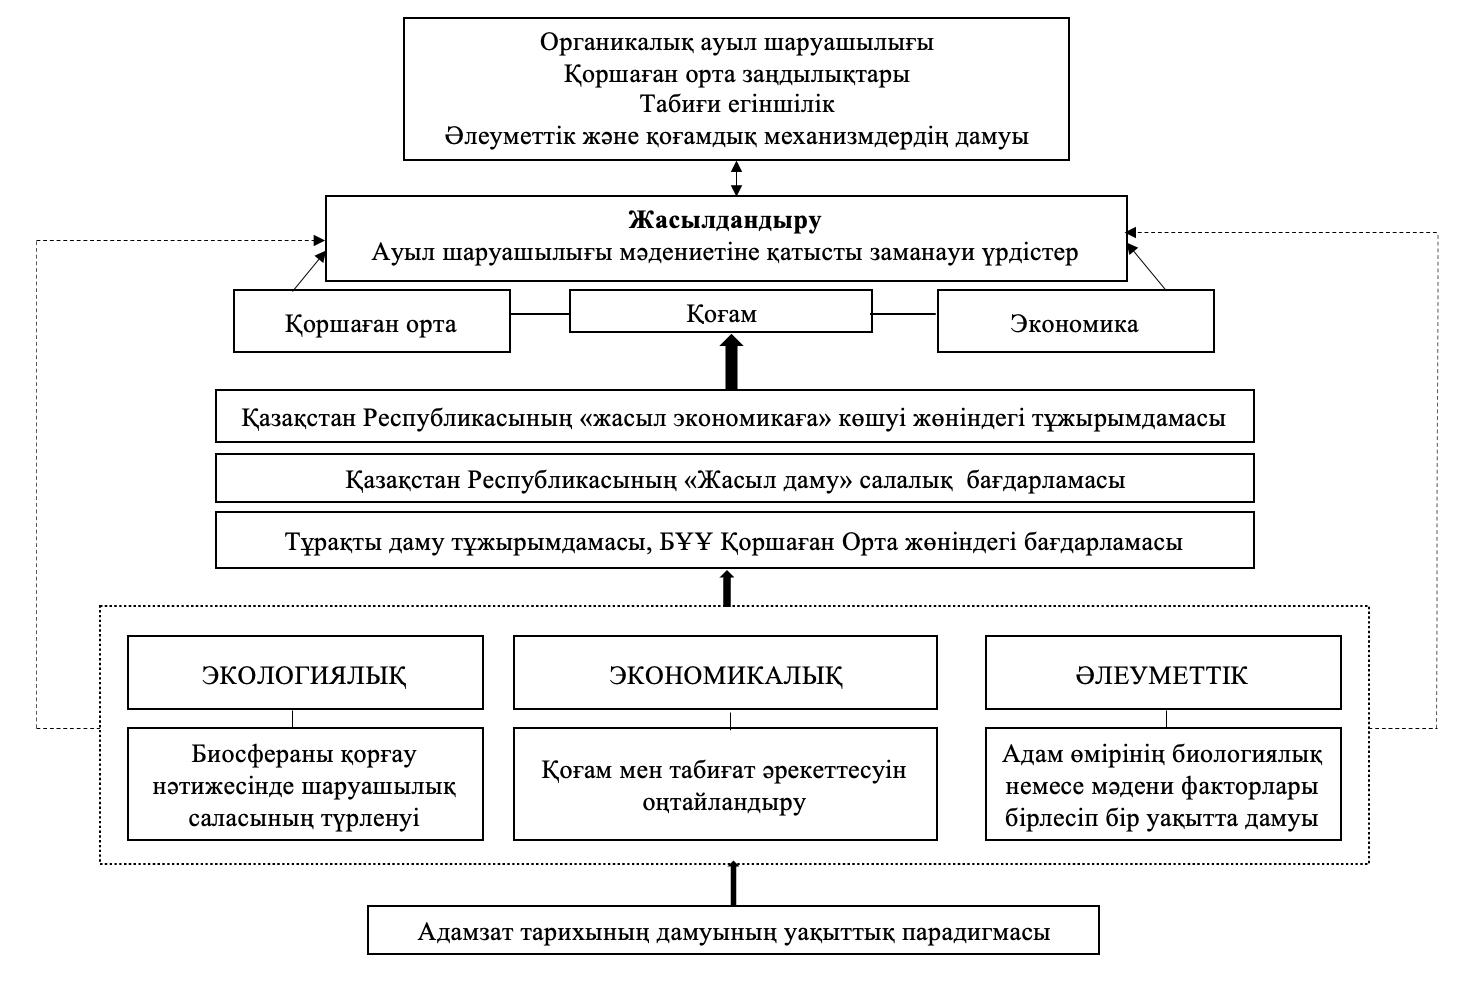 Органикалық ауыл шаруашылығы
Қоршаған орта заңдылықтары
Табиғи егіншілік
Әлеуметтік және қоғамдық механизмдердің дамуы
Жасылдандыру
Ауыл шаруашылығы мәдениетіне қатысты заманауи үрдістер
Қоршаған орта
Қоғам
Экономика
Қазақстан Республикасының «жасыл экономикаға» көшуі жөніндегі тұжырымдамасы
Қазақстан Республикасының «Жасыл даму» салалық  бағдарламасы
Тұрақты даму тұжырымдамасы, БҰҰ Қоршаған Орта жөніндегі бағдарламасы
ЭКОЛОГИЯЛЫҚ
ЭКОНОМИКАЛЫҚ
ӘЛЕУМЕТТІК
Биосфераны қорғау
нәтижесінде шаруашылық
саласының түрленуі
Қоғам мен табиғат әрекеттесуін
оңтайландыру
Адам өмірінің биологиялық
немесе мәдени факторлары
бірлесіп бір уақытта дамуы
Адамзат тарихының дамуының уақыттық парадигмасы